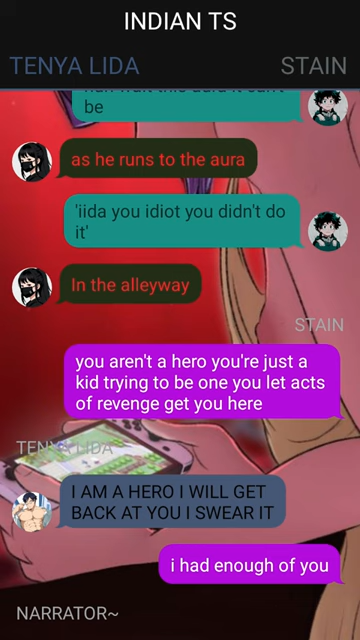 INDIAN TS
TENYA LIDA
STAIN
be
as he runs to the aura
'iida you idiot you didn't do
it'
In the alleyway
STAIN
you aren't a hero you're just a
kid trying to be one you let acts
of revenge get you here
TENYA LIDA
I AM A HERO I WILL GET
BACK AT YOU I SWEAR IT
i had enough of you
NARRATOR~